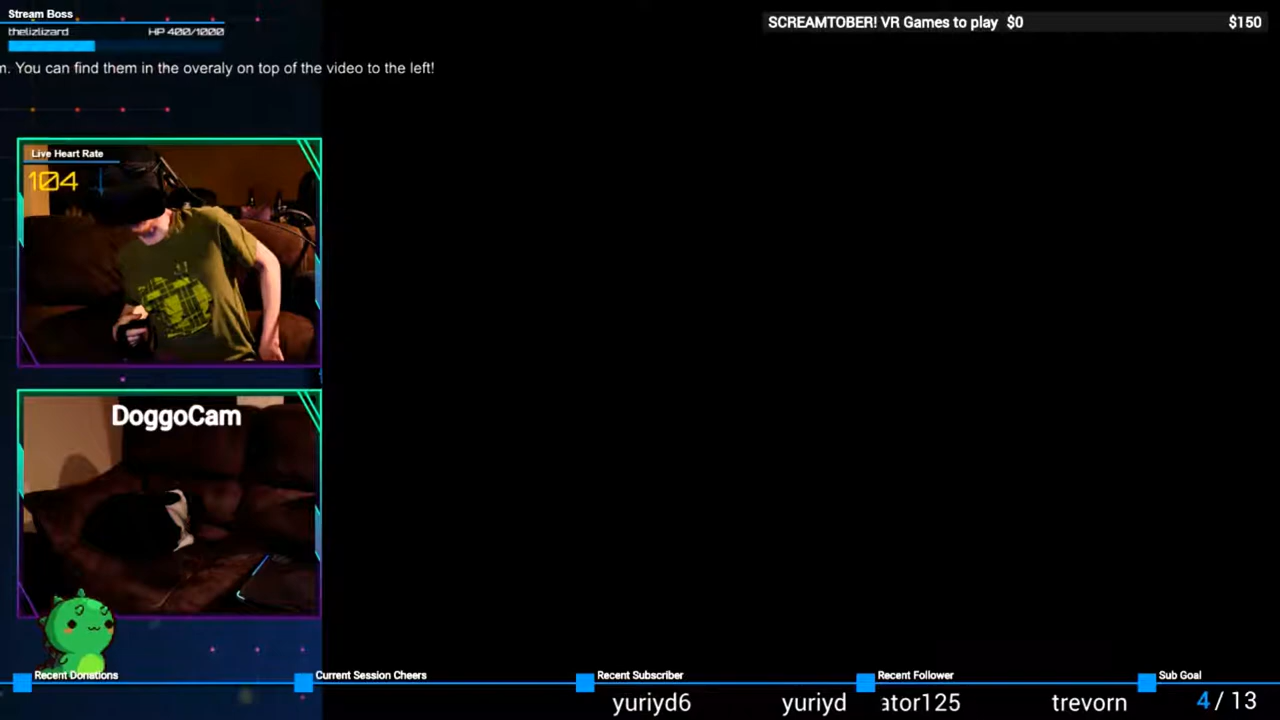 Stream Boss
thelizlizard HP 400/1000
SCREAMTOBER! VR Games to play $0 $150
m. You can find them in the overaly on top of the video to the left!
Live Heart Rate
104
DoggoCam
Recent Donations
Current Session Cheers
Recent Subscriber
yuriyd6 yuriyd
Recent Follower
ator125 trevorn
Sub Goal
4 / 13